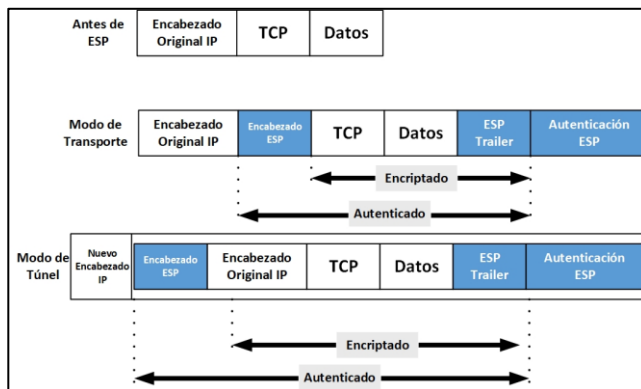 Antes de
ESP
Encabezado
Original IP
TCP
Datos
Modo de
Transporte
Encabezado
Original IP
Encabezado
ESP
TCP
Datos
ESP
Trailer
Autenticación
ESP
Encriptado
Autenticado
Modo de
Túnel
Nuevo
Encabezado
IP
Encabezado
ESP
Encabezado
Original IP
TCP
Datos
ESP
Trailer
Autenticación
ESP
Encriptado
Autenticado